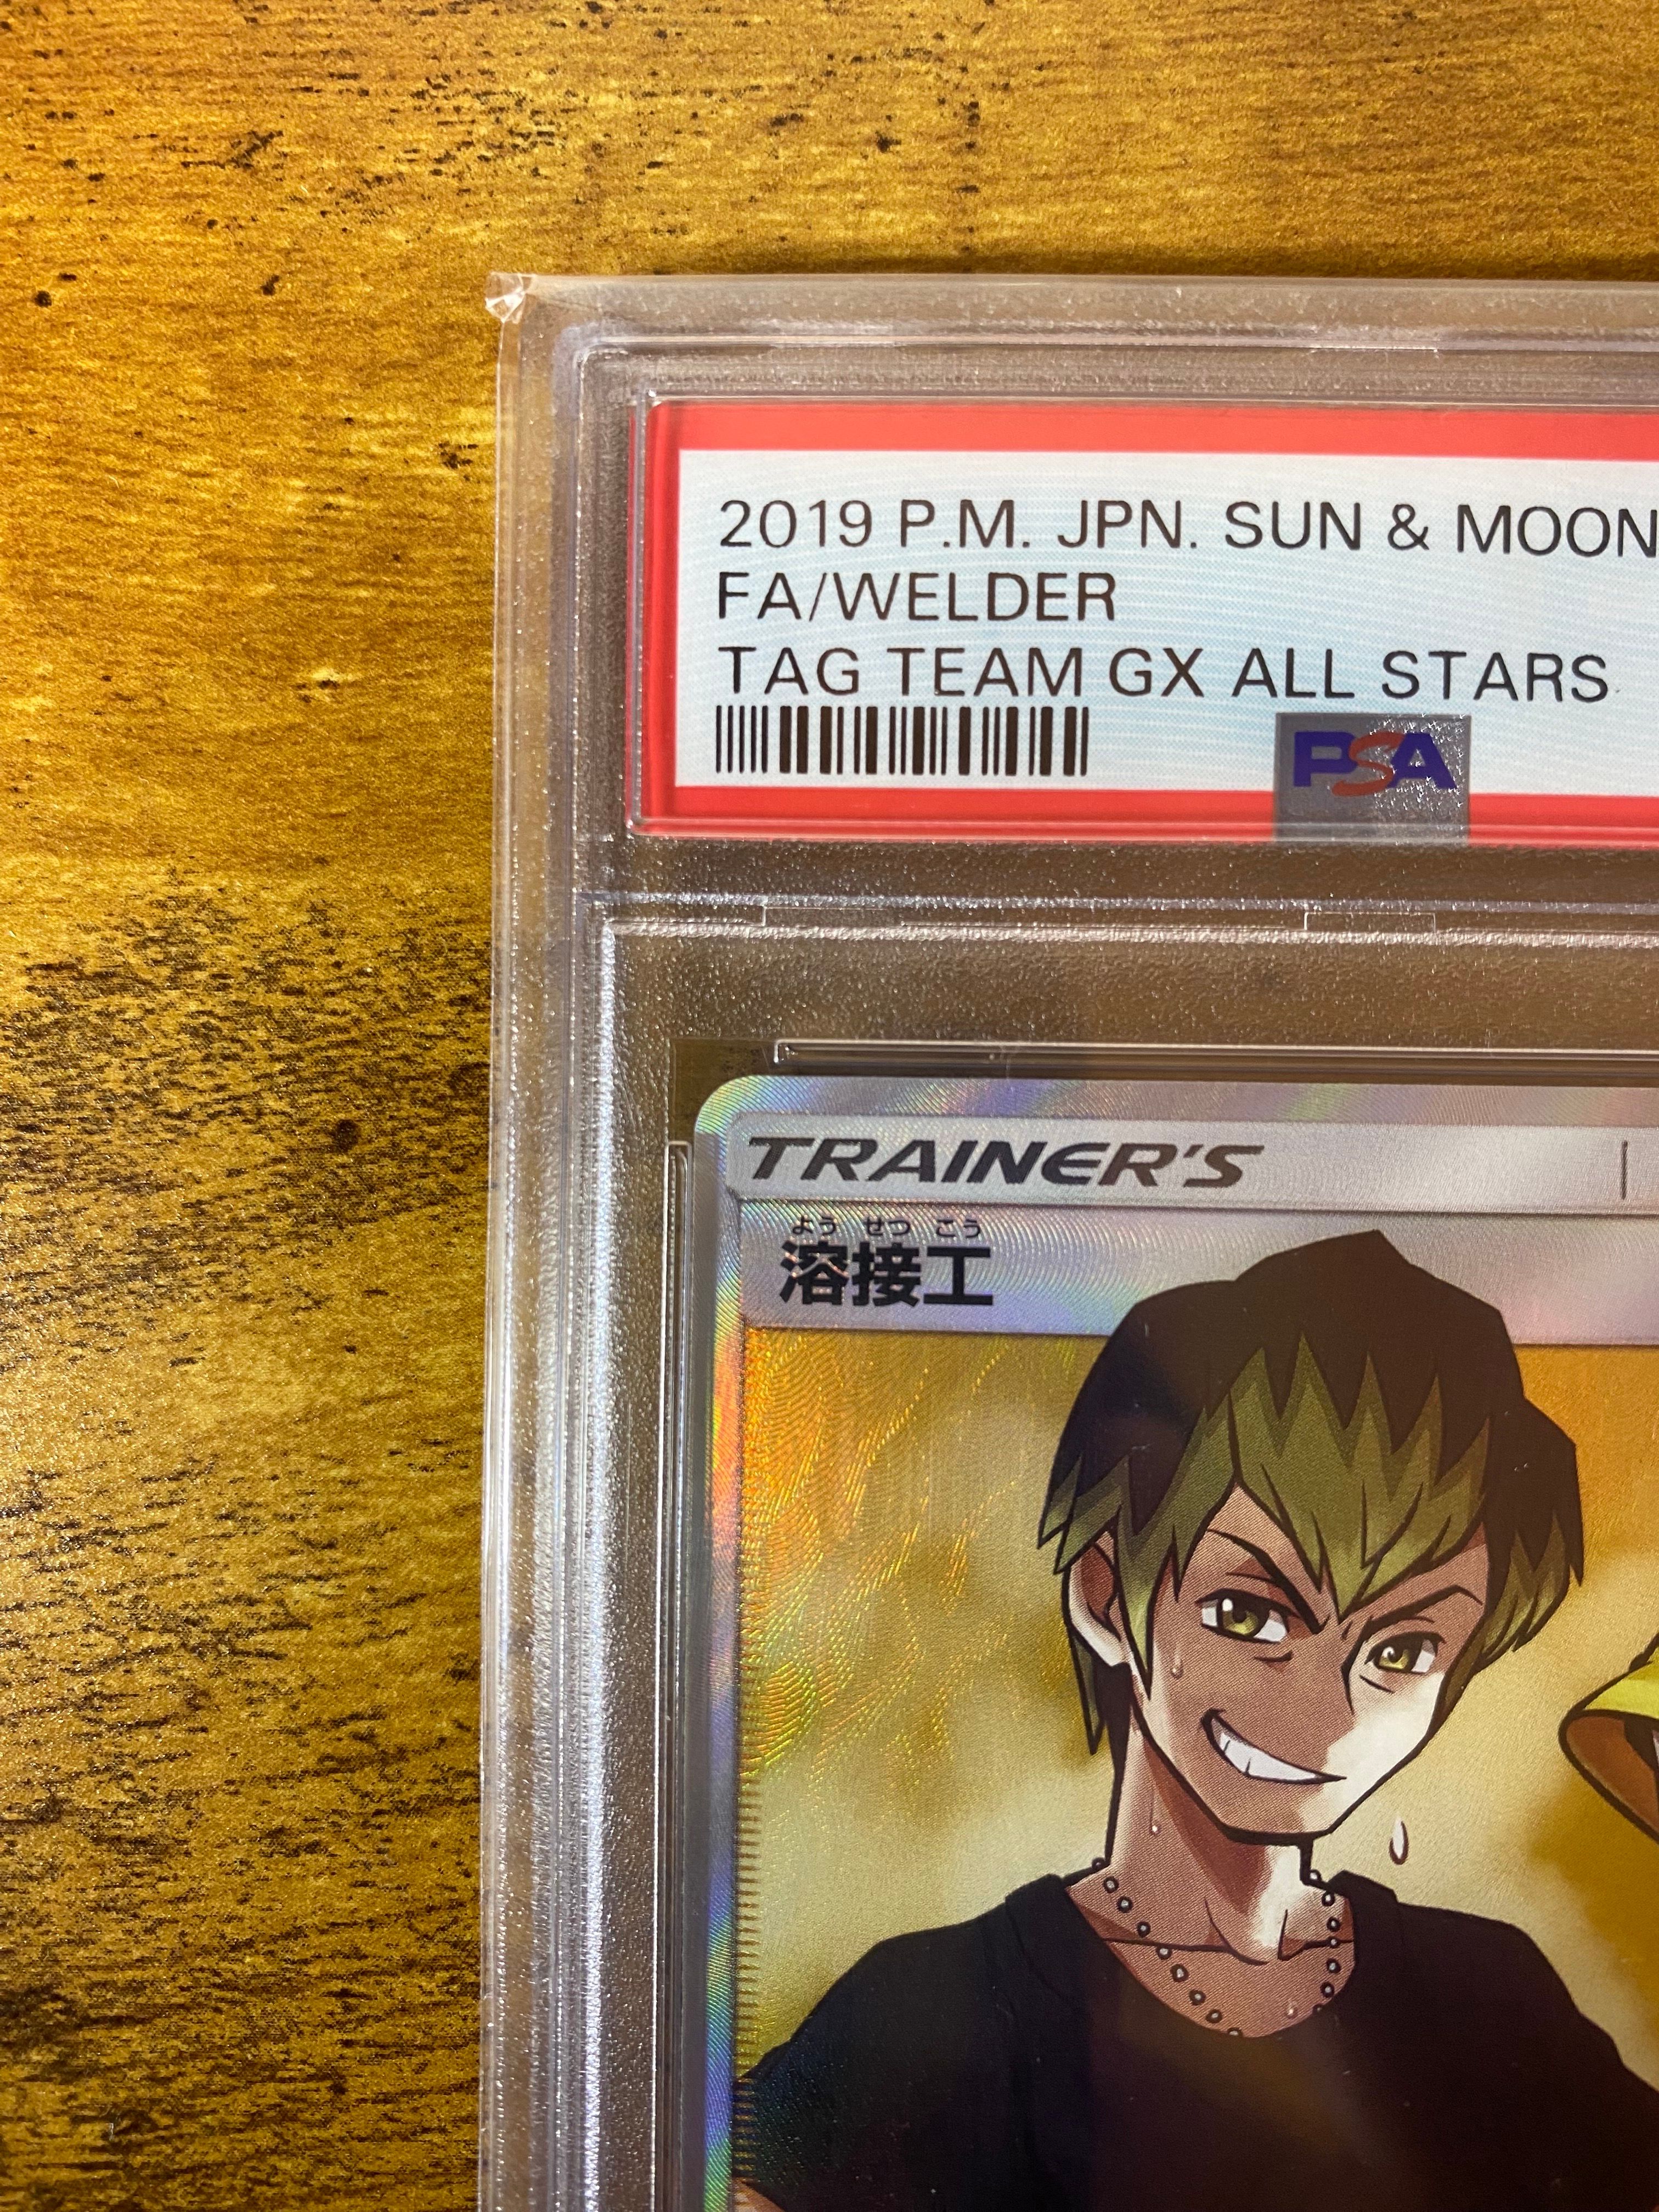 2019 P.M. JPN. SUN & MOON
FA/WELDER
TAG TEAM GX ALL STARS
PSA
TRAINER'S
よう せつ こう
溶接工